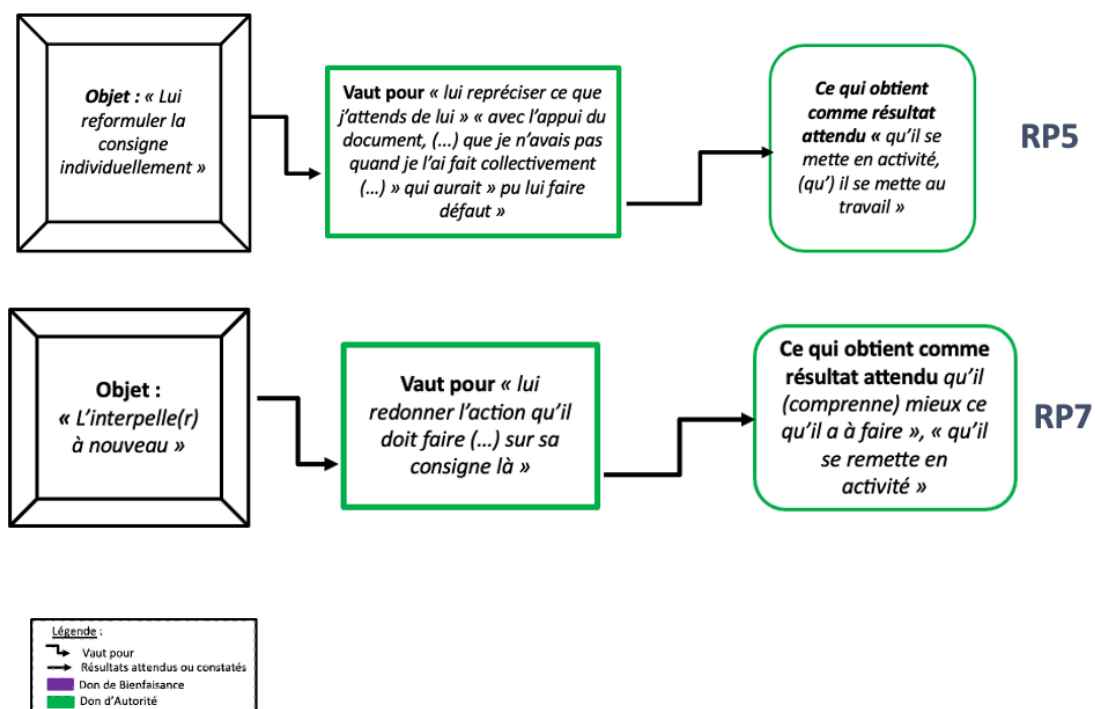 Objet : « Lui
reformuler la
consigne
individuellement »
Vaut pour « lui repréciser ce que
j’attends de lui » « avec l’appui du
document, (...) que je n’avais pas
quand je l’ai fait collectivement
(...) » qui aurait » pu lui faire
défaut »
Ce qui obtient
comme résultat
attendu « qu’il se
mette en activité,
(qu’) il se mette au
travail »
RP5
Objet :
« L’interpelle(r)
à nouveau »
Vaut pour « lui
redonner l’action qu’il
doit faire (...) sur sa
consigne là »
Ce qui obtient comme
résultat attendu qu’il
(comprenne) mieux ce
qu’il a à faire », « qu’il
se remette en
activité »
RP7
Légende :
Vaut pour
Résultats attendus ou constatés
Don de Bienfaisance
Don d’Autorité